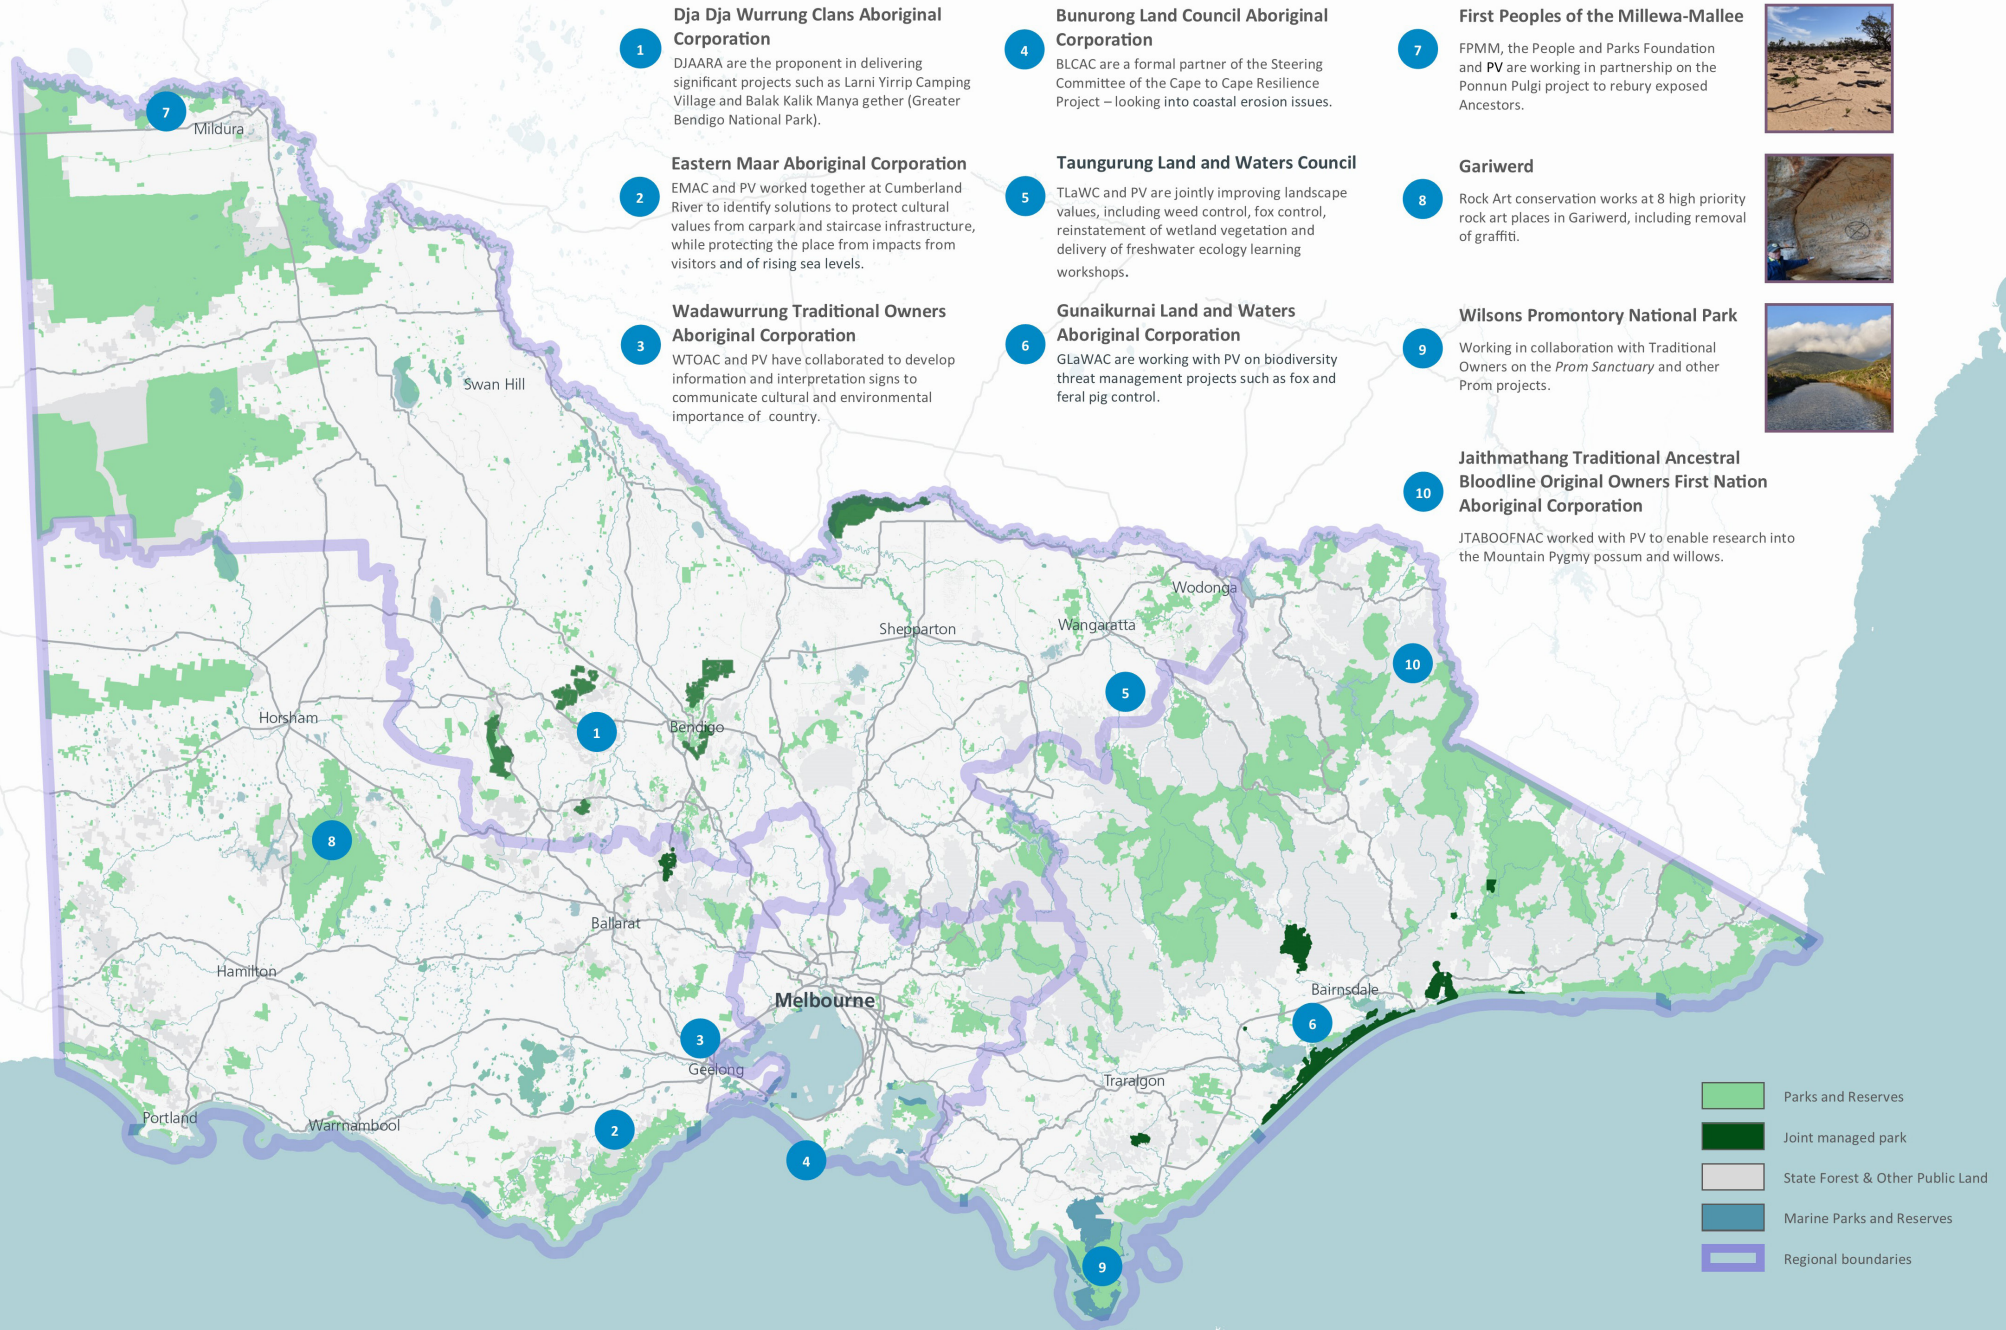 1
Dja Dja Wurrung Clans Aboriginal
Corporation
DJAARA are the proponent in delivering
significant projects such as Larni Yirrip Camping
Village and Balak Kalik Manya gether (Greater
Bendigo National Park).
2
Eastern Maar Aboriginal Corporation
EMAC and PV worked together at Cumberland
River to identify solutions to protect cultural
values from carpark and staircase infrastructure,
while protecting the place from impacts from
visitors and of rising sea levels.
3
Wadawurrung Traditional Owners
Aboriginal Corporation
WTOAC and PV have collaborated to develop
information and interpretation signs to
communicate cultural and environmental
importance of country.
4
Bunurong Land Council Aboriginal
Corporation
BLCAC are a formal partner of the Steering
Committee of the Cape to Cape Resilience
Project – looking into coastal erosion issues.
5
Taungurung Land and Waters Council
TLaWC and PV are jointly improving landscape
values, including weed control, fox control,
reinstatement of wetland vegetation and
delivery of freshwater ecology learning
workshops.
6
Gunaikurnai Land and Waters
Aboriginal Corporation
GLaWAC are working with PV on biodiversity
threat management projects such as fox and
feral pig control.
7
First Peoples of the Millewa-Mallee
FPMM, the People and Parks Foundation
and PV are working in partnership on the
Ponnun Pulgi project to rebury exposed
Ancestors.
8
Gariwerd
Rock Art conservation works at 8 high priority
rock art places in Gariwerd, including removal
of graffiti.
9
Wilsons Promontory National Park
Working in collaboration with Traditional
Owners on the Prom Sanctuary and other
Prom projects.
10
Jaithmathang Traditional Ancestral
Bloodline Original Owners First Nation
Aboriginal Corporation
JTABOOFNAC worked with PV to enable research into
the Mountain Pygmy possum and willows.
7
Mildura
Swan Hill
Wodonga
Shepparton
Wangaratta
10
5
Horsham
Bendigo
1
8
Ballarat
Hamilton
Melbourne
Bairnsdale
6
3
Geelong
Traralgon
Portland
Warrnambool
2
4
9
Parks and Reserves
Joint managed park
State Forest & Other Public Land
Marine Parks and Reserves
Regional boundaries